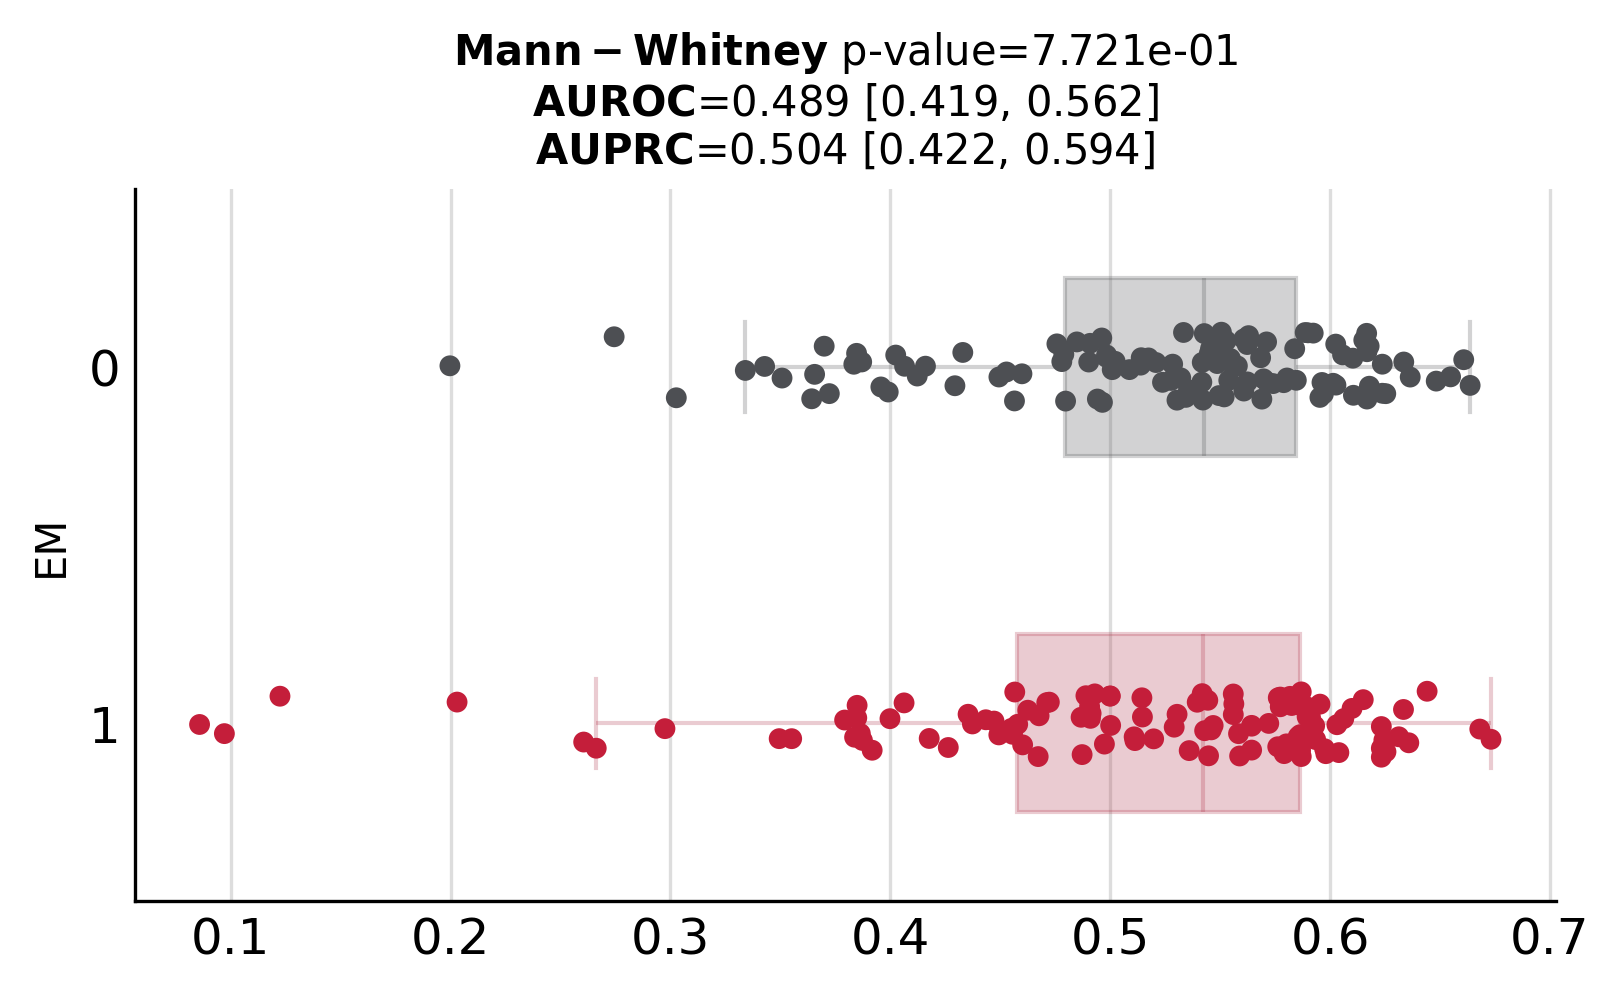 Mann − Whitney p-value=7.721e-01
AUROC=0.489 [0.419, 0.562]
AUPRC=0.504 [0.422, 0.594]
0
EM
1
0.1 0.2 0.3 0.4 0.5 0.6 0.7